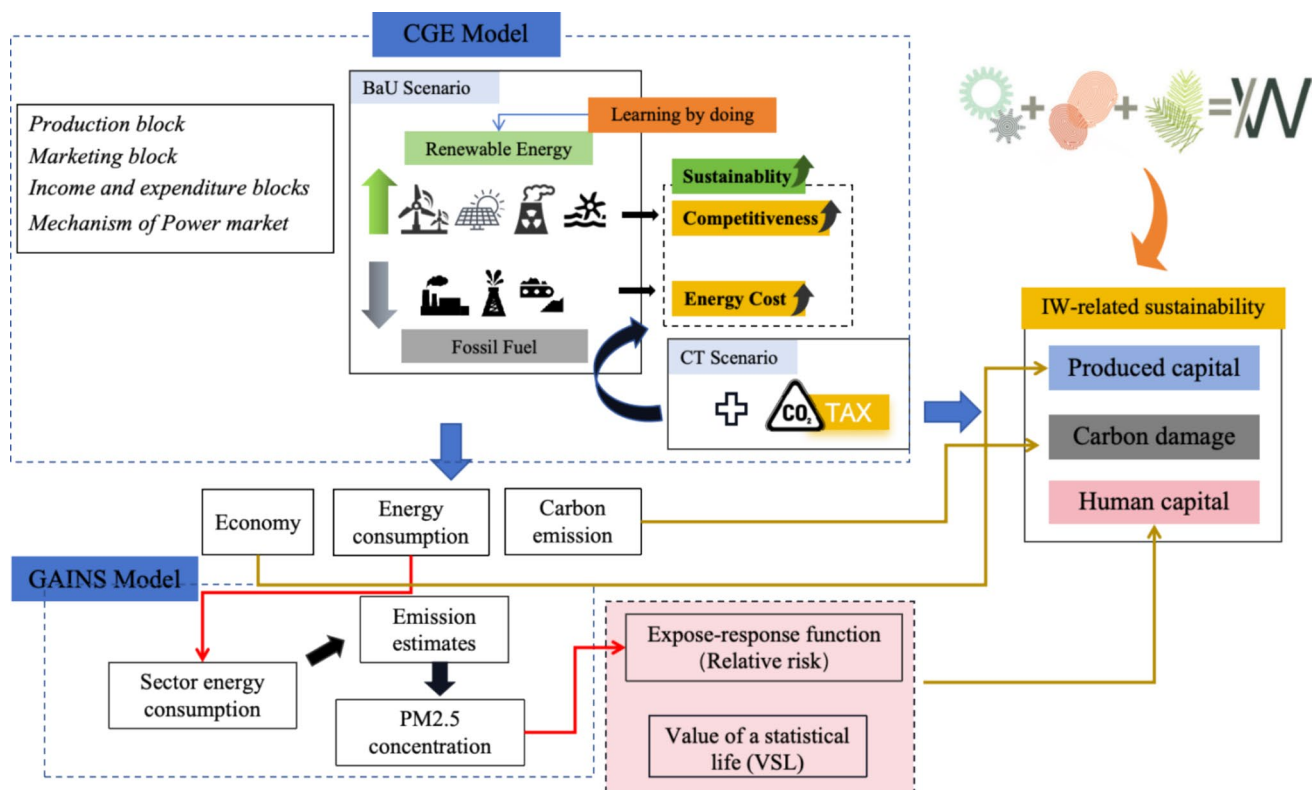 CGE Model
Production block
Marketing block
Income and expenditure blocks
Mechanism of Power market
BaU Scenario
Learning by doing
Renewable Energy
Sustainablity
Competitiveness
Energy Cost
Fossil Fuel
CT Scenario
CO₂
TAX
IW-related sustainability
Produced capital
Carbon damage
Human capital
Economy
Energy
consumption
Carbon
emission
GAINS Model
Sector energy
consumption
Emission
estimates
PM2.5
concentration
Expose-response function
(Relative risk)
Value of a statistical
life (VSL)